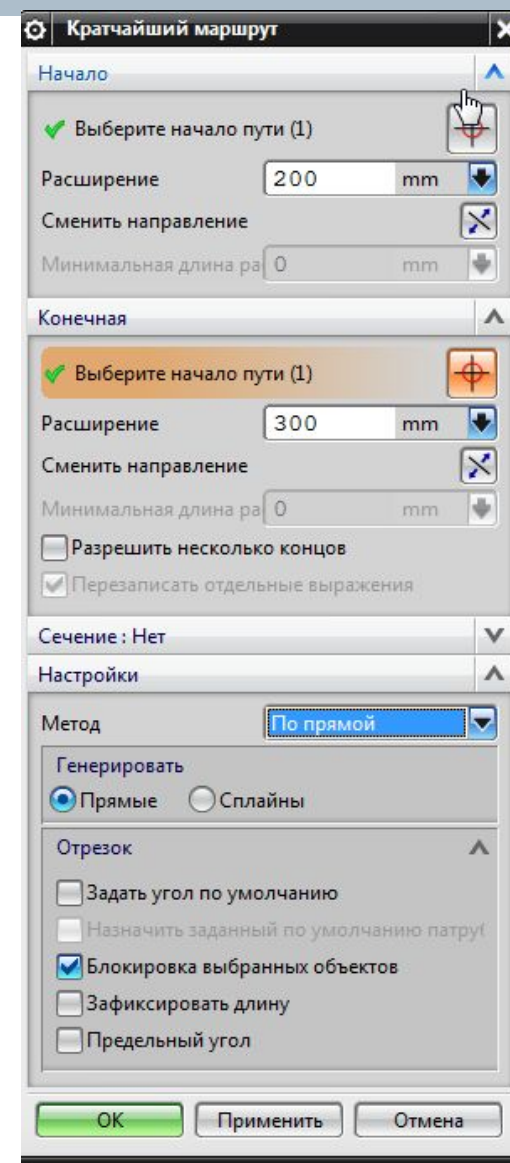 Кратчайший маршрут
Начало
Выберите начало пути (1)
Расширение 200 mm
Сменить направление
Минимальная длина ра 0 mm
Конечная
Выберите начало пути (1)
Расширение 300 mm
Сменить направление
Минимальная длина ра 0 mm
Разрешить несколько концов
Перезаписать отдельные выражения
Сечение : Нет
Настройки
Метод По прямой
Генерировать
Прямые Сплайны
Отрезок
Задать угол по умолчанию
Назначить заданный по умолчанию патруб
Блокировка выбранных объектов
Зафиксировать длину
Предельный угол
ОК Применить Отмена